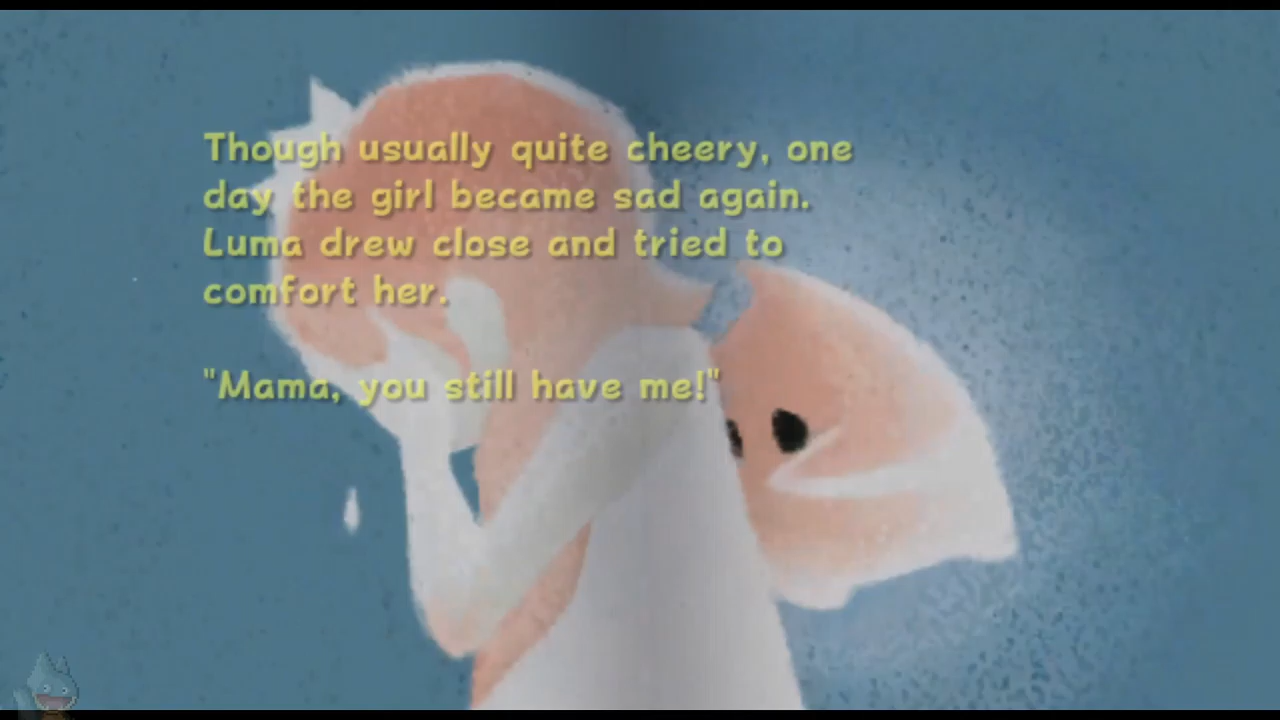 Though usually quite cheery, one
day the girl became sad again.
Luma drew close and tried to
comfort her.
"Mama, you still have me!"